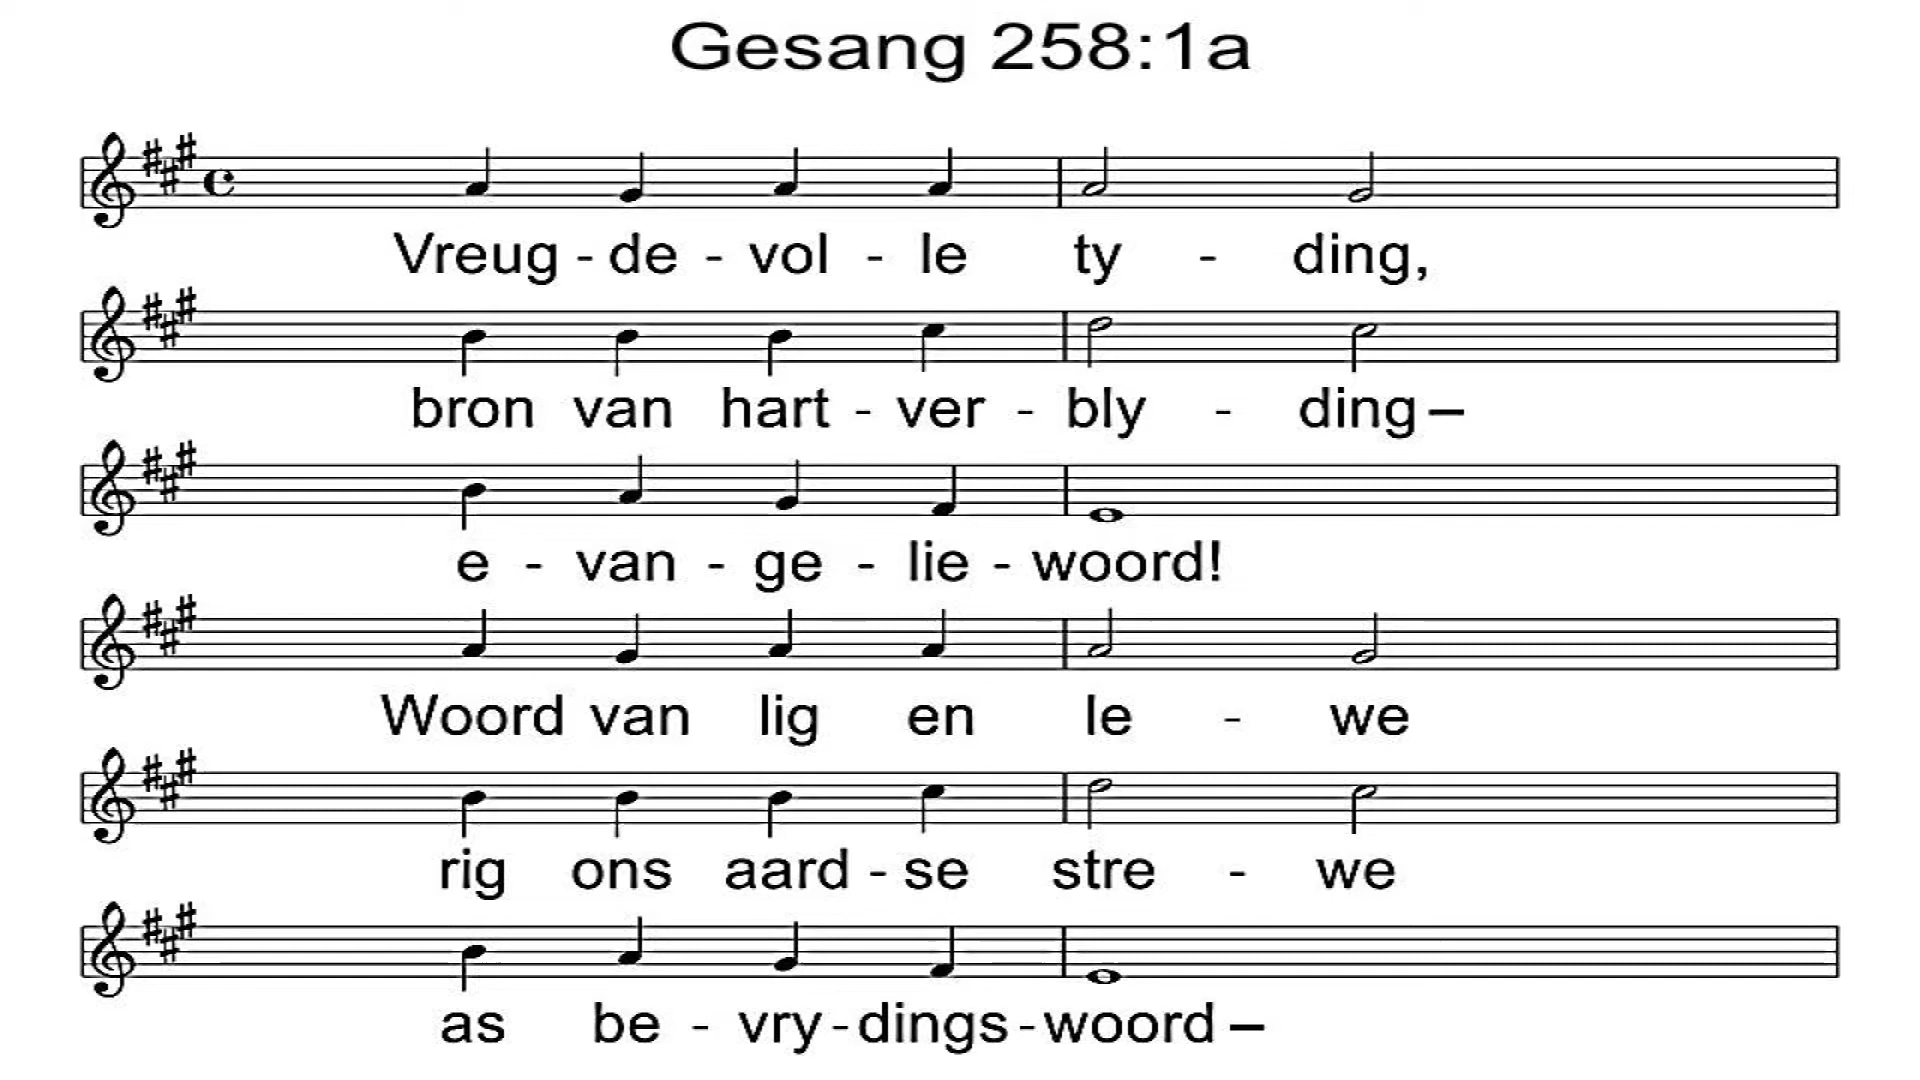 Gesang 258:1a
Vreug - de - vol - le ty - ding,
bron van hart - ver - bly - ding –
e - van - ge - lie - woord!
Woord van lig en le - we
rig ons aard - se stre - we
as be - vry - dings - woord –